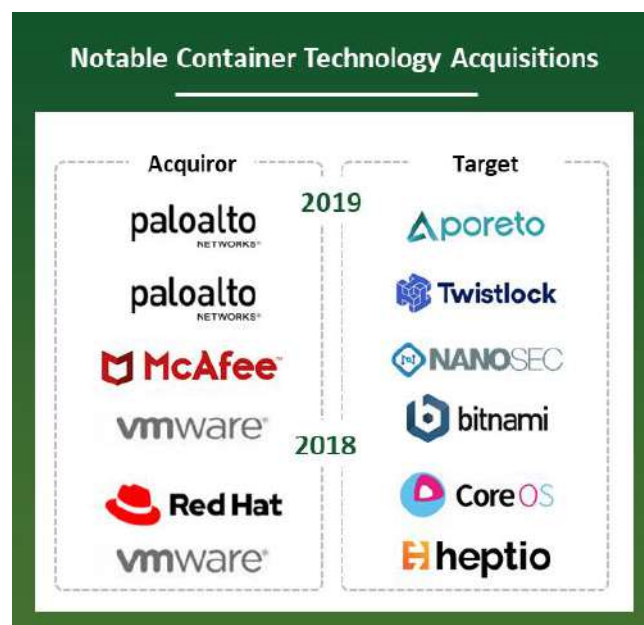 Notable Container Technology Acquisitions
Acquiror Target
2019
paloalto
NETWORKS®
Aporeto
paloalto
NETWORKS®
Twistlock
McAfee™
NANOSEC
vmware®
bitnami
2018
Red Hat
CoreOS
vmware®
heptio